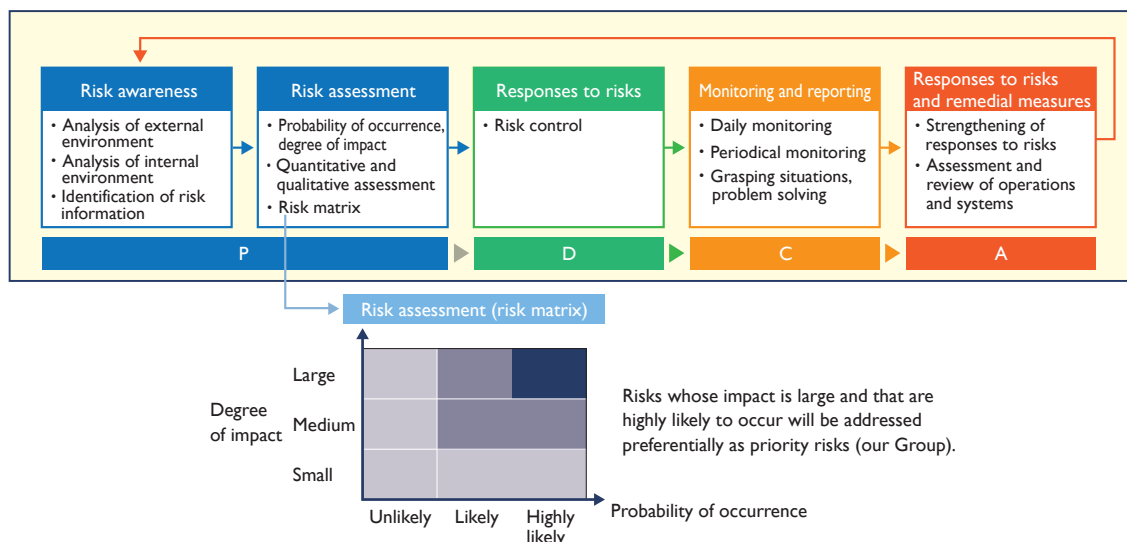 Risk awareness
• Analysis of external
environment
• Analysis of internal
environment
• Identification of risk
information
Risk assessment
• Probability of occurrence,
degree of impact
• Quantitative and
qualitative assessment
• Risk matrix
Responses to risks
• Risk control
Monitoring and reporting
• Daily monitoring
• Periodical monitoring
• Grasping situations,
problem solving
Responses to risks
and remedial measures
• Strengthening of
responses to risks
• Assessment and
review of operations
and systems
P
D
C
A
Risk assessment (risk matrix)
Degree
of impact
Large
Medium
Small
Unlikely
Likely
Highly
likely
Probability of occurrence
Risks whose impact is large and that are
highly likely to occur will be addressed
preferentially as priority risks (our Group).